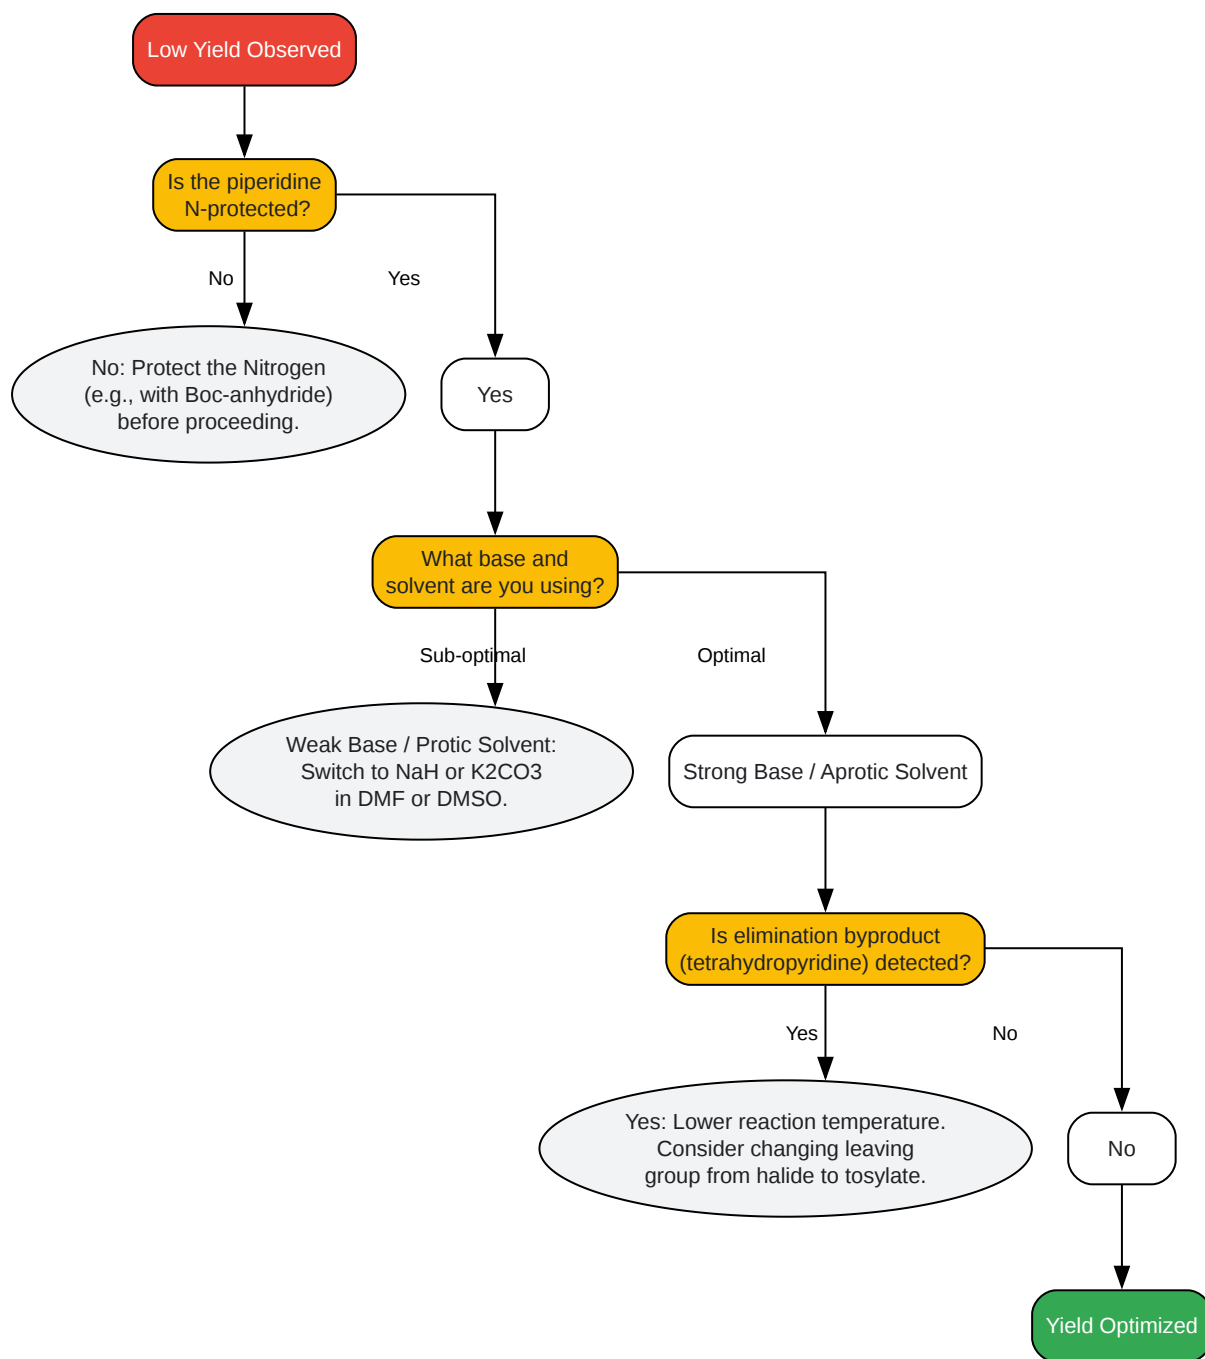 Low Yield Observed
Is the piperidine
N-protected?
No
Yes
No: Protect the Nitrogen
(e.g., with Boc-anhydride)
before proceeding.
Yes
What base and
solvent are you using?
Sub-optimal
Optimal
Weak Base / Protic Solvent:
Switch to NaH or K2CO3
in DMF or DMSO.
Strong Base / Aprotic Solvent
Is elimination byproduct
(tetrahydropyridine) detected?
Yes
No
Yes: Lower reaction temperature.
Consider changing leaving
group from halide to tosylate.
No
Yield Optimized